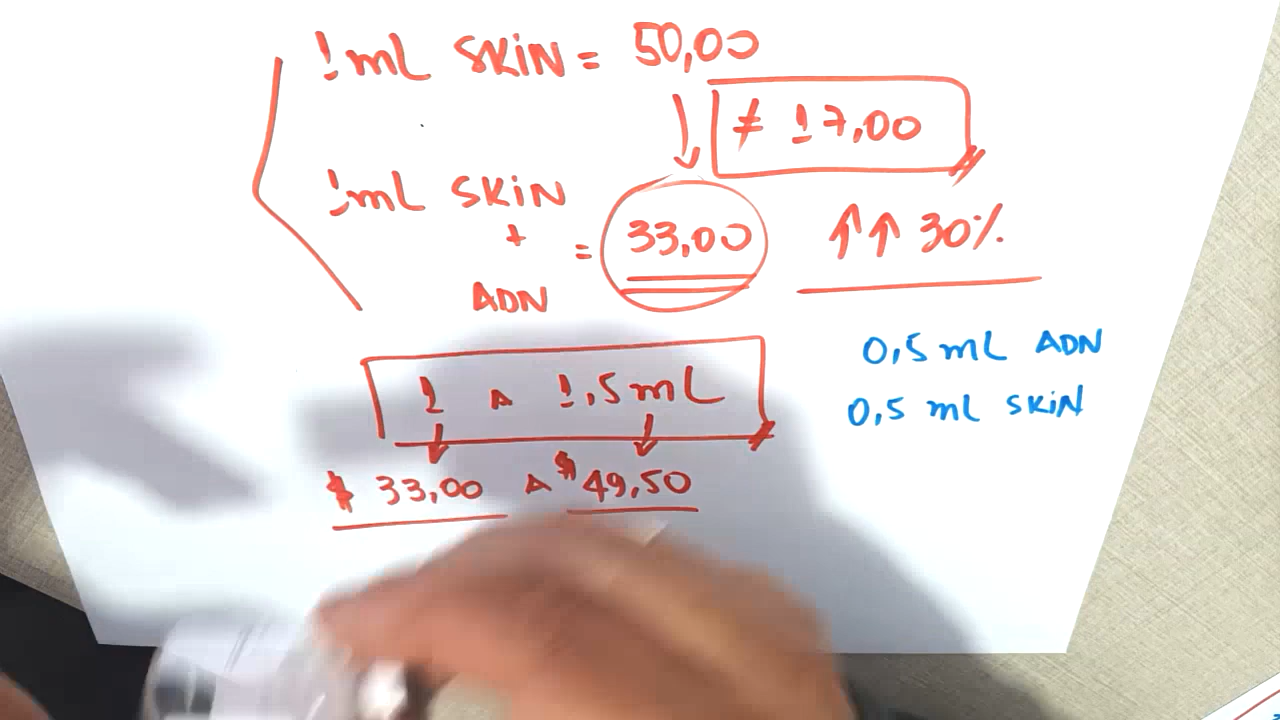 1ml SKIN = 50,00
≠ 17,00
1ml SKIN
+
ADN
= 33,00
↑↑ 30%
1 A 1,5ml
$ 33,00 A $ 49,50
0,5 ml ADN
0,5 ml SKIN